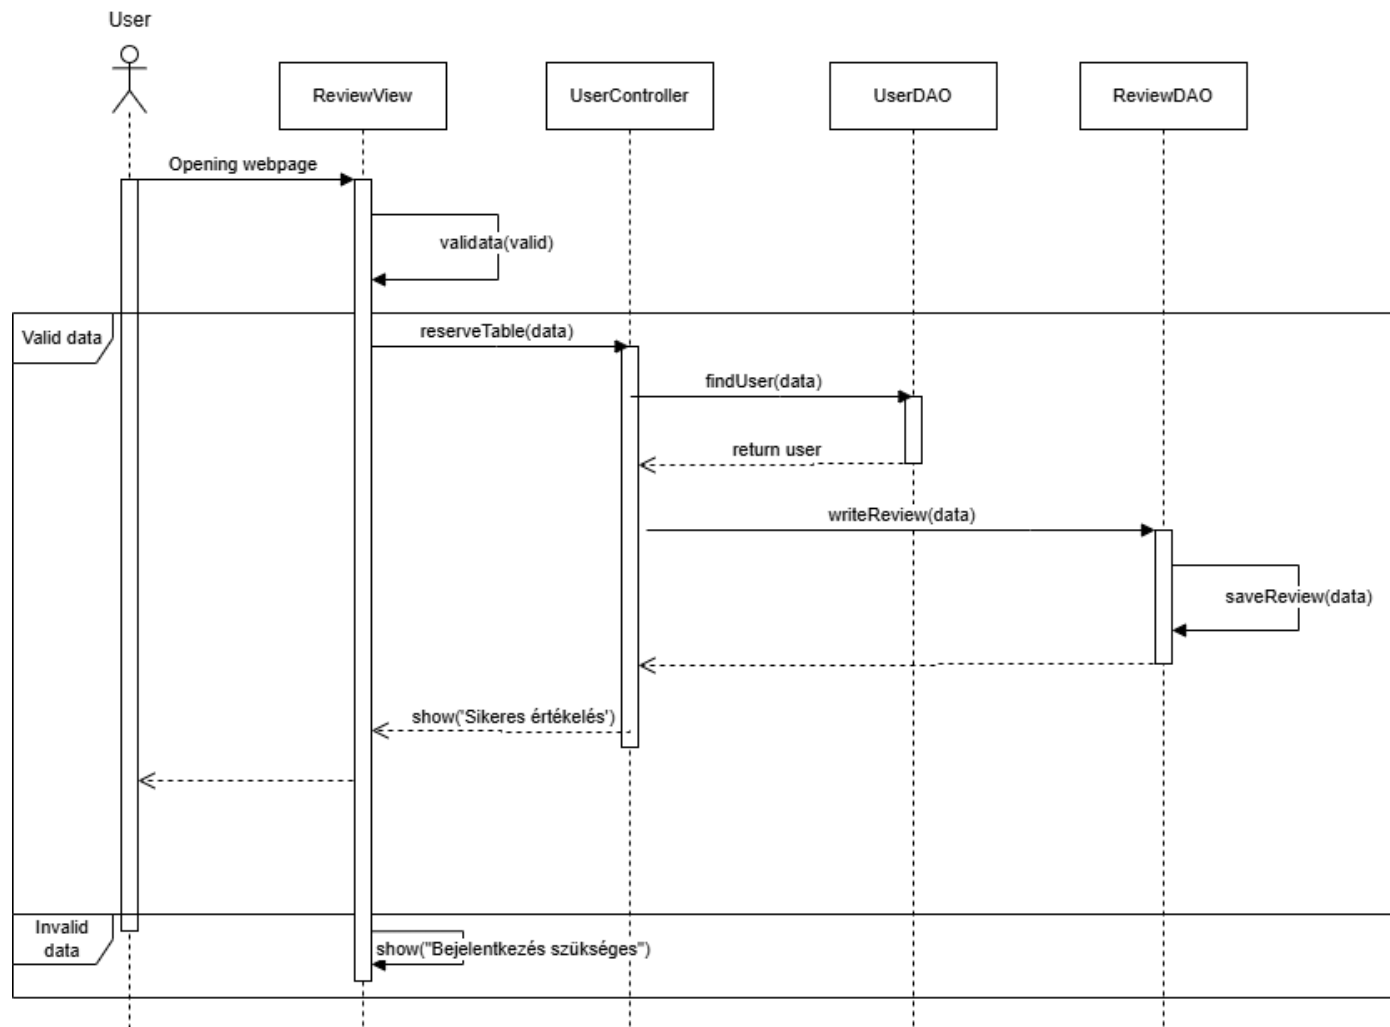 User
ReviewView
UserController
UserDAO
ReviewDAO
Opening webpage
validata(valid)
Valid data
reserveTable(data)
findUser(data)
return user
writeReview(data)
saveReview(data)
show('Sikeres értékelés')
Invalid
data
show("Bejelentkezés szükséges")